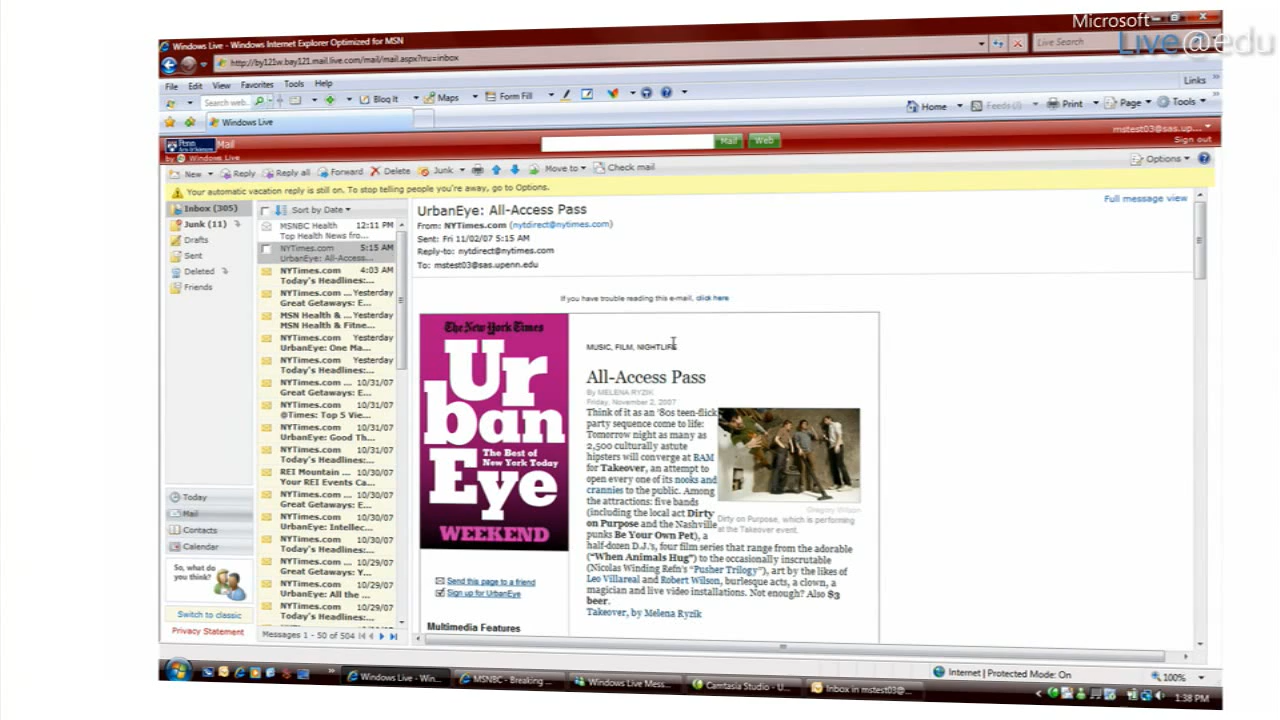 Microsoft
Live@edu
Windows Live - Windows Internet Explorer Optimized for MSN
http://by121w.bay121.mail.live.com/mail/mail.aspx?rru=inbox
Live Search
File Edit View Favorites Tools Help
Links
Search web...
Blog it
Maps
Form Fill
Windows Live
Home
Feeds
Print
Page
Tools
mstest03@sas.up...
Penn
Arts & Sciences
Mail
by Windows Live
Mail
Web
Sign out
New Reply Reply all Forward Delete Junk Move to Check mail
Options
Your automatic vacation reply is still on. To stop telling people you're away, go to Options.
Inbox (305)
Junk (11)
Drafts
Sent
Deleted
Friends
Today
Mail
Contacts
Calendar
So, what do
you think?
Switch to classic
Privacy Statement
Sort by Date
MSNBC Health 12:11 PM
Top Health News fro...
NYTimes.com 5:15 AM
UrbanEye: All-Access...
NYTimes.com 4:03 AM
Today's Headlines:...
NYTimes.com ... Yesterday
Great Getaways: E...
MSN Health & ... Yesterday
MSN Health & Fitne...
NYTimes.com Yesterday
UrbanEye: One Ma...
NYTimes.com Yesterday
Today's Headlines:...
NYTimes.com ... 10/31/07
Great Getaways: E...
NYTimes.com 10/31/07
@Times: Top 5 Vie...
NYTimes.com 10/31/07
UrbanEye: Good Th...
NYTimes.com 10/31/07
Today's Headlines:...
REI Mountain ... 10/30/07
Your REI Events Ca...
NYTimes.com ... 10/30/07
Great Getaways: E...
NYTimes.com 10/30/07
UrbanEye: Intellec...
NYTimes.com 10/30/07
Today's Headlines:...
NYTimes.com ... 10/29/07
Great Getaways: Y...
NYTimes.com 10/29/07
UrbanEye: All the ...
NYTimes.com 10/29/07
Today's Headlines:...
Messages 1 - 50 of 504
UrbanEye: All-Access Pass
Full message view
From: NYTimes.com (nytdirect@nytimes.com)
Sent: Fri 11/02/07 5:15 AM
Reply-to: nytdirect@nytimes.com
To: mstest03@sas.upenn.edu
If you have trouble reading this e-mail, click here
The New York Times
Ur
ban
Eye
The Best of
New York Today
WEEKEND
Send this page to a friend
Sign up for UrbanEye
Multimedia Features
MUSIC, FILM, NIGHTLIFE
All-Access Pass
By MELENA RYZIK
Friday, November 2, 2007
Think of it as an '80s teen-flick
party sequence come to life:
Tomorrow night as many as
2,500 culturally astute
hipsters will converge at BAM
for Takeover, an attempt to
open every one of its nooks and
crannies to the public. Among
the attractions: five bands
(including the local act Dirty
on Purpose and the Nashville
punks Be Your Own Pet), a
half-dozen D.J.'s, four film series that range from the adorable
("When Animals Hug") to the occasionally inscrutable
(Nicolas Winding Refn's "Pusher Trilogy"), art by the likes of
Leo Villareal and Robert Wilson, burlesque acts, a clown, a
magician and live video installations. Not enough? Also $3
beer.
Takeover, by Melena Ryzik
Gregory Wilson
Dirty on Purpose, which is performing
at the Takeover event.
Internet | Protected Mode: On
100%
Windows Live - Win...
MSNBC - Breaking ...
Windows Live Mess...
Camtasia Studio - U...
Inbox in mstest03@...
1:38 PM